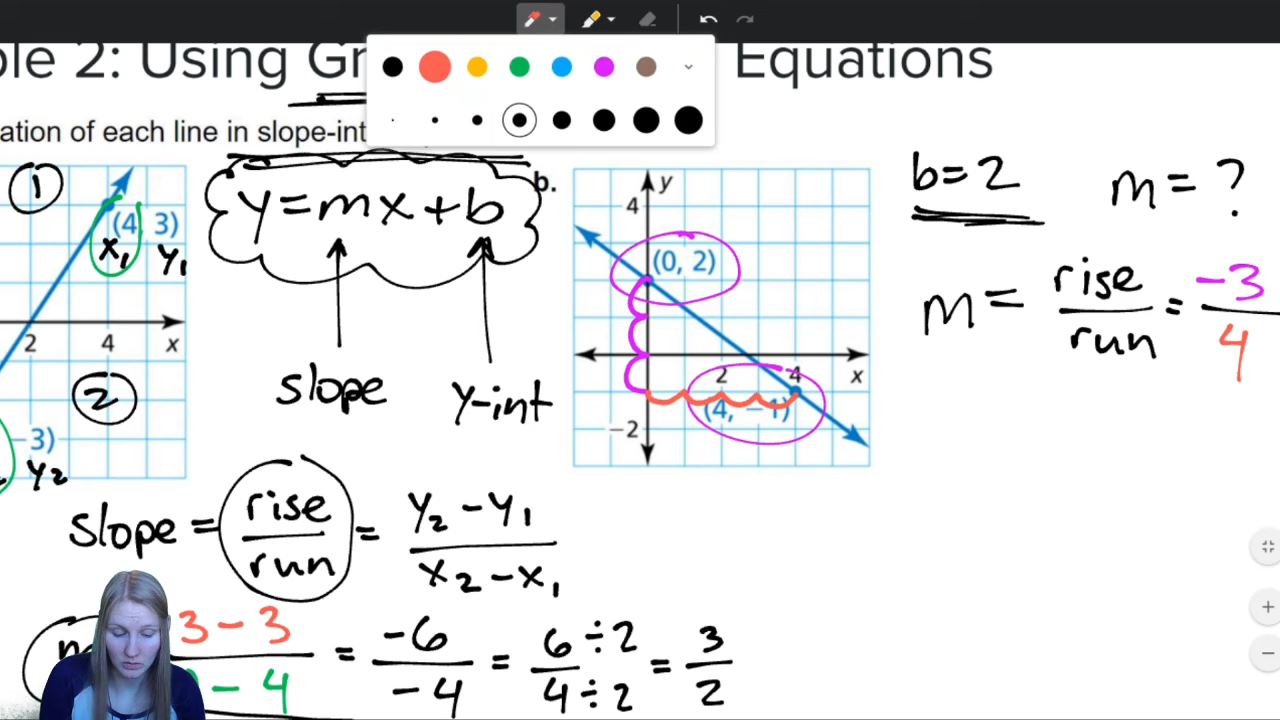 ple 2: Using Gr Equations
ation of each line in slope-int
1
(4, 3)
x₁ y₁
2 4 x
2
-3)
y₂
y = mx + b
slope
y-int
b.
y
4
(0, 2)
2 4 x
(4, −1)
−2
b = 2 m = ?
m = rise/run = -3/4
slope = rise/run = y₂ - y₁/x₂ - x₁
3 - 3
- 4
= -6/-4 = 6÷2/4÷2 = 3/2